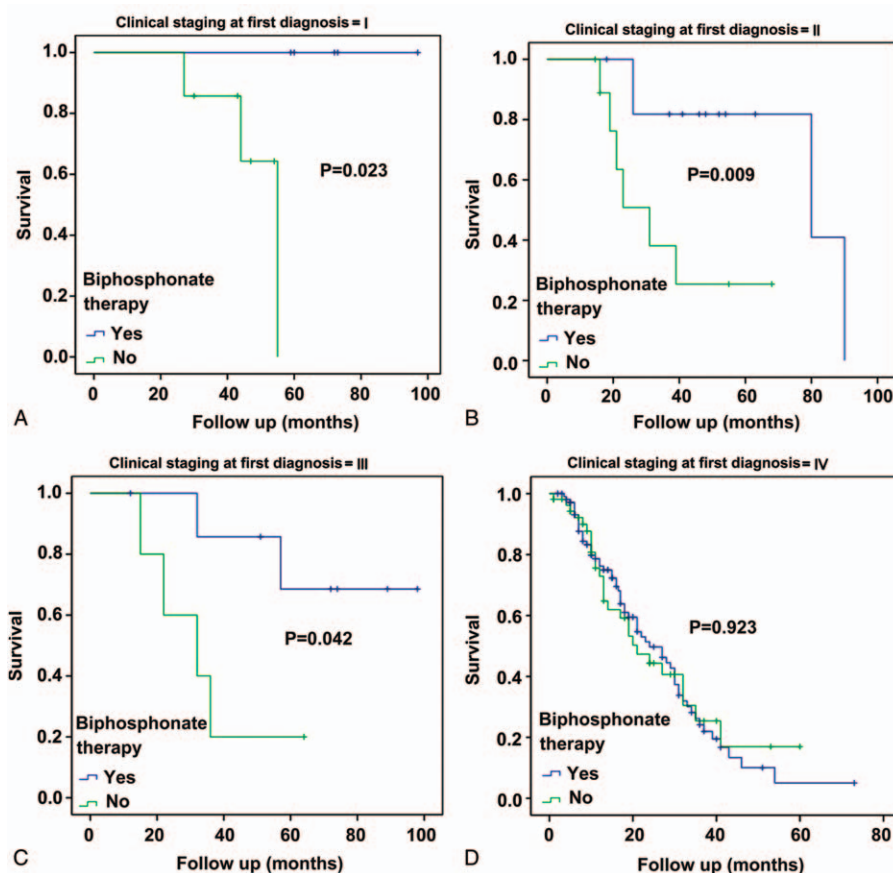 Clinical staging at first diagnosis = I
1.0
0.8
0.6
0.4
0.2
0.0
Survival
P=0.023
Biphosphonate
therapy
Yes
No
0 20 40 60 80 100
Follow up (months)
A
Clinical staging at first diagnosis = II
1.0
0.8
0.6
0.4
0.2
0.0
Survival
P=0.009
Biphosphonate
therapy
Yes
No
0 20 40 60 80 100
Follow up (months)
B
Clinical staging at first diagnosis = III
1.0
0.8
0.6
0.4
0.2
0.0
Survival
P=0.042
Biphosphonate
therapy
Yes
No
0 20 40 60 80 100
Follow up (months)
C
Clinical staging at first diagnosis = IV
1.0
0.8
0.6
0.4
0.2
0.0
Survival
P=0.923
Biphosphonate
therapy
Yes
No
0 20 40 60 80
Follow up (months)
D